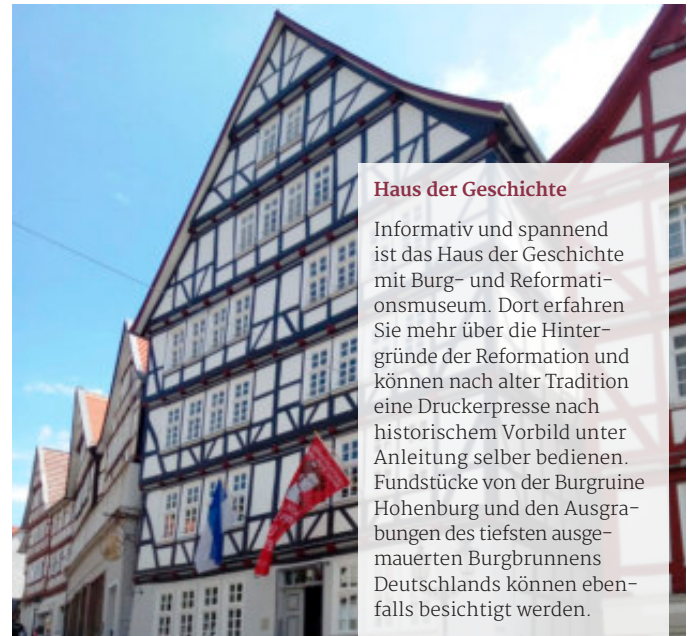 Haus der Geschichte
Informativ und spannend
ist das Haus der Geschichte
mit Burg- und Reformati-
onsmuseum. Dort erfahren
Sie mehr über die Hinter-
gründe der Reformation und
können nach alter Tradition
eine Druckerpresse nach
historischem Vorbild unter
Anleitung selber bedienen.
Fundstücke von der Burgruine
Hohenburg und den Ausgra-
bungen des tiefsten ausge-
mauerten Burgbrunnens
Deutschlands können eben-
falls besichtigt werden.